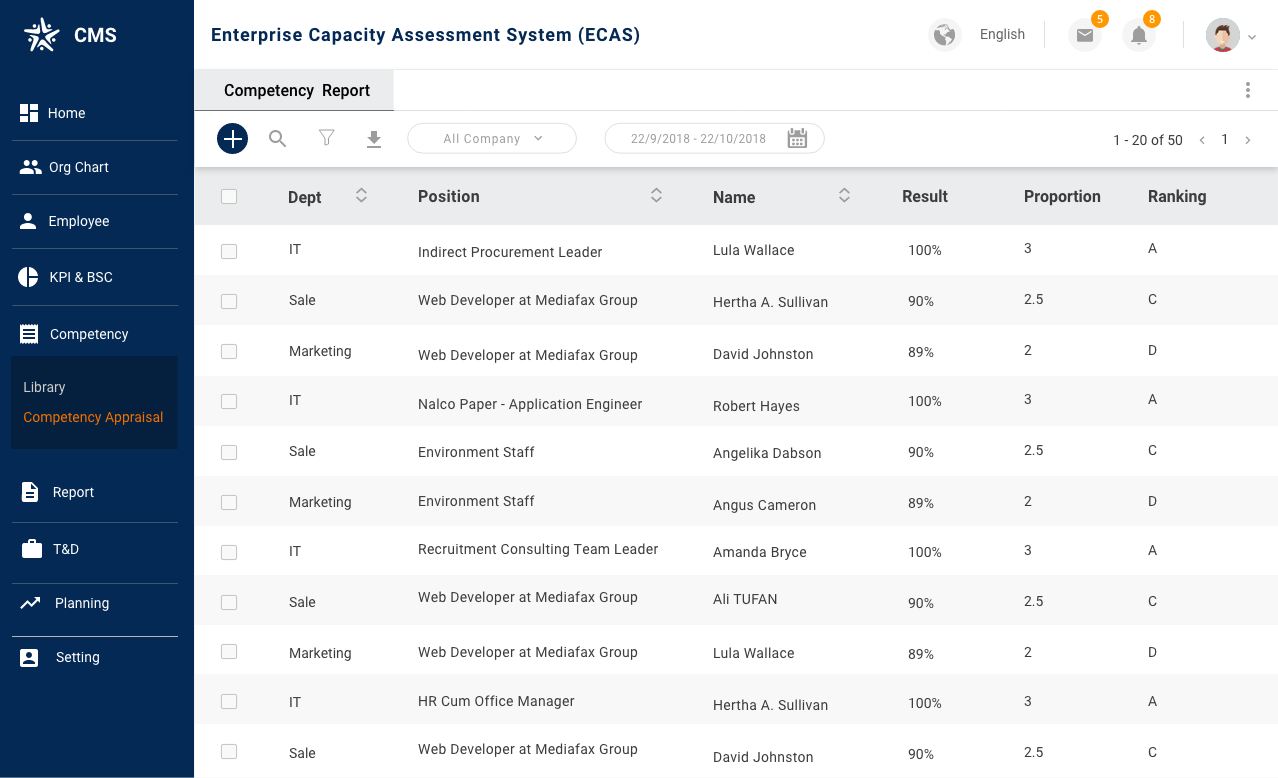 CMS
Enterprise Capacity Assessment System (ECAS)
English
5
8
Competency Report
All Company
22/9/2018 - 22/10/2018
1 - 20 of 50
1
Home
Org Chart
Employee
KPI & BSC
Competency
Library
Competency Appraisal
Report
T&D
Planning
Setting
Dept Position Name Result Proportion Ranking
IT Indirect Procurement Leader Lula Wallace 100% 3 A
Sale Web Developer at Mediafax Group Hertha A. Sullivan 90% 2.5 C
Marketing Web Developer at Mediafax Group David Johnston 89% 2 D
IT Nalco Paper - Application Engineer Robert Hayes 100% 3 A
Sale Environment Staff Angelika Dabson 90% 2.5 C
Marketing Environment Staff Angus Cameron 89% 2 D
IT Recruitment Consulting Team Leader Amanda Bryce 100% 3 A
Sale Web Developer at Mediafax Group Ali TUFAN 90% 2.5 C
Marketing Web Developer at Mediafax Group Lula Wallace 89% 2 D
IT HR Cum Office Manager Hertha A. Sullivan 100% 3 A
Sale Web Developer at Mediafax Group David Johnston 90% 2.5 C